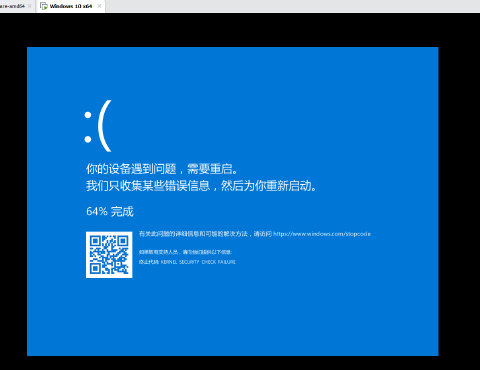 are-amd64 ×
Windows 10 x64 ×
:(
你的设备遇到问题，需要重启。
我们只收集某些错误信息，然后为你重新启动。
64% 完成
有关此问题的详细信息和可能的解决方法，请访问 https://www.windows.com/stopcode
如果致电支持人员，请向他们提供以下信息:
终止代码: KERNEL SECURITY CHECK FAILURE